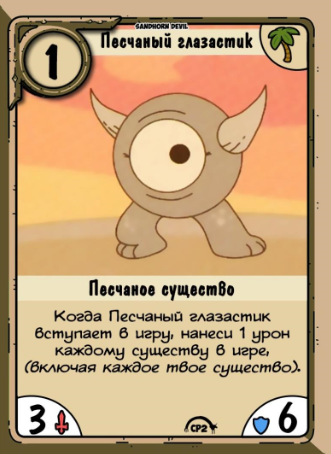 SANDHORN DEVIL
1
Песчаный глазастик
Песчаное существо
Когда Песчаный глазастик
вступает в игру, нанеси 1 урон
каждому существу в игре,
(включая каждое твое существо).
3
CP2
6